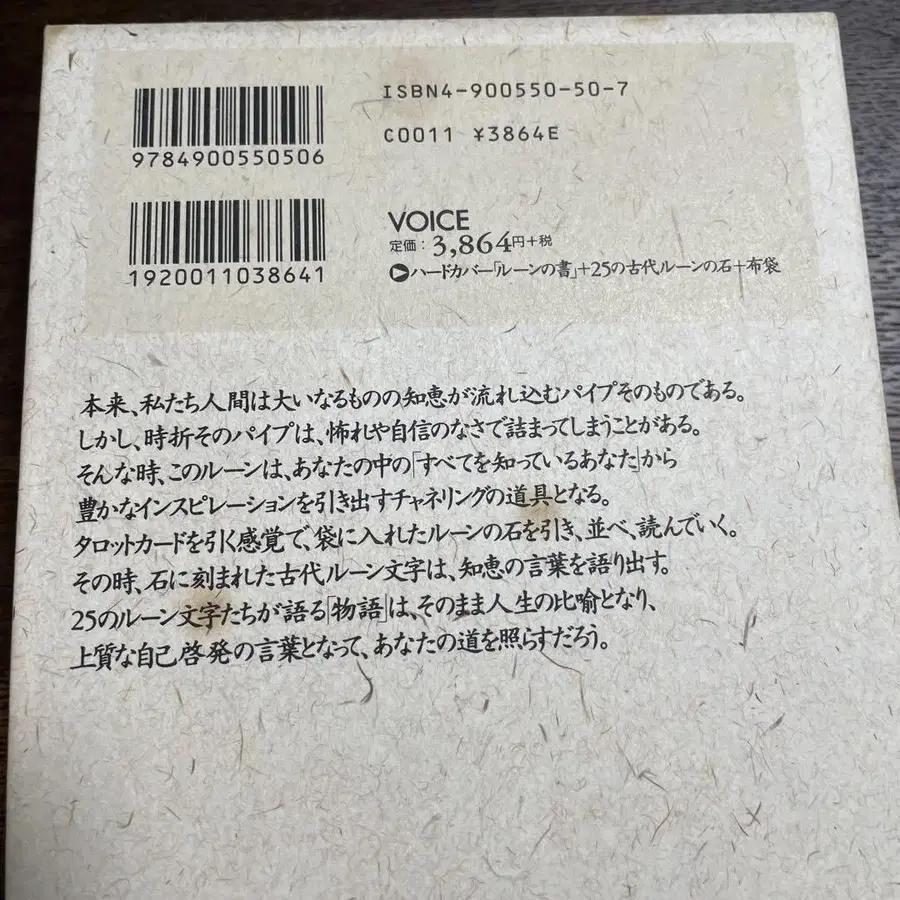 ISBN4-900550-50-7
C0011 ¥3864E
9784900550506
1920011038641
VOICE
定価：3,864円+税
▶ハードカバー「ルーンの書」+25の古代ルーンの石+布袋
本来、私たち人間は大いなるものの知恵が流れ込むパイプそのものである。
しかし、時折そのパイプは、怖れや自信のなさで詰まってしまうことがある。
そんな時、このルーンは、あなたの中の「すべてを知っているあなた」から
豊かなインスピレーションを引き出すチャネリングの道具となる。
タロットカードを引く感覚で、袋に入れたルーンの石を引き、並べ、読んでいく。
その時、石に刻まれた古代ルーン文字は、知恵の言葉を語り出す。
25のルーン文字たちが語る「物語」は、そのまま人生の比喩となり、
上質な自己啓発の言葉となって、あなたの道を照らすだろう。